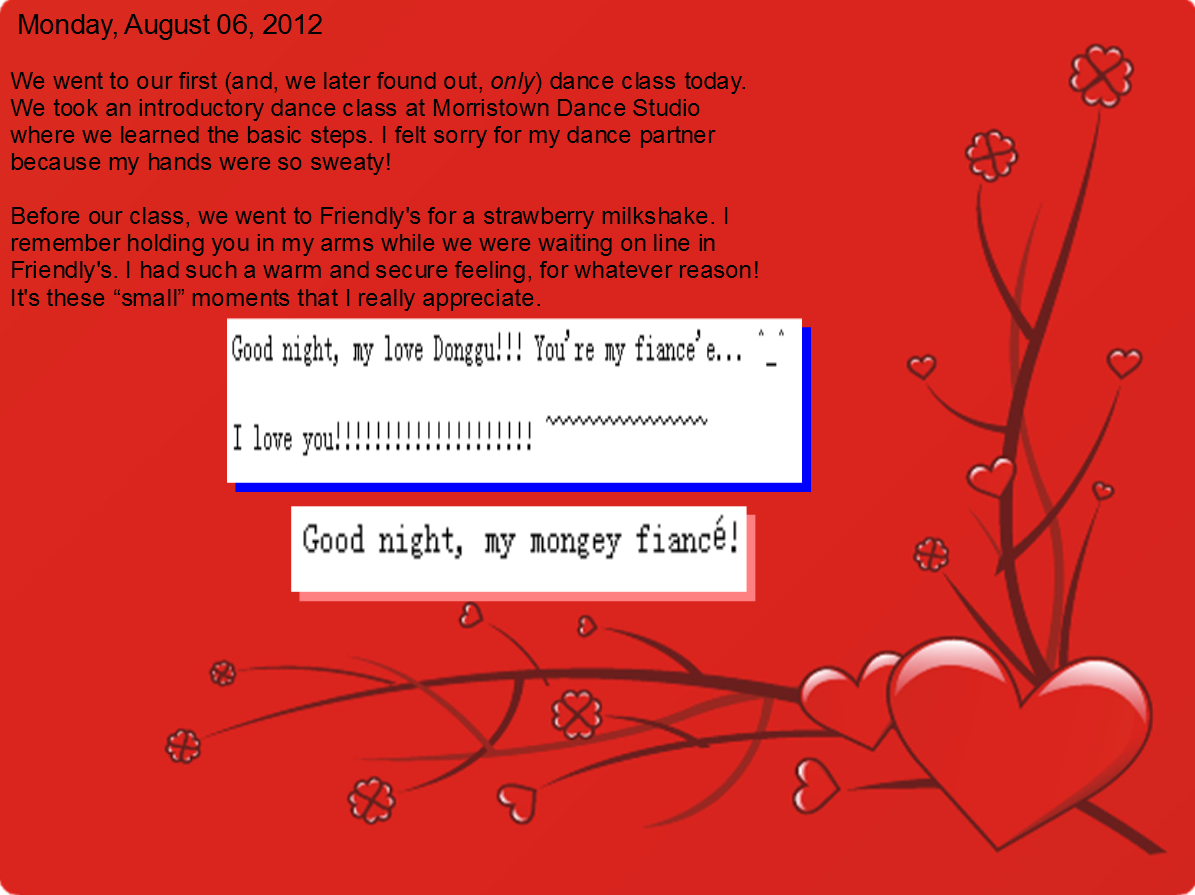 Monday, August 06, 2012
We went to our first (and, we later found out, only) dance class today.
We took an introductory dance class at Morristown Dance Studio
where we learned the basic steps. I felt sorry for my dance partner
because my hands were so sweaty!
Before our class, we went to Friendly's for a strawberry milkshake. I
remember holding you in my arms while we were waiting on line in
Friendly's. I had such a warm and secure feeling, for whatever reason!
It's these “small” moments that I really appreciate.
Good night, my love Donggu!!! You're my fiance'e... ^_^
I love you!!!!!!!!!!!!!!!!!!!! ~~~~~~~~~~~~~~~~
Good night, my mongey fiancé!